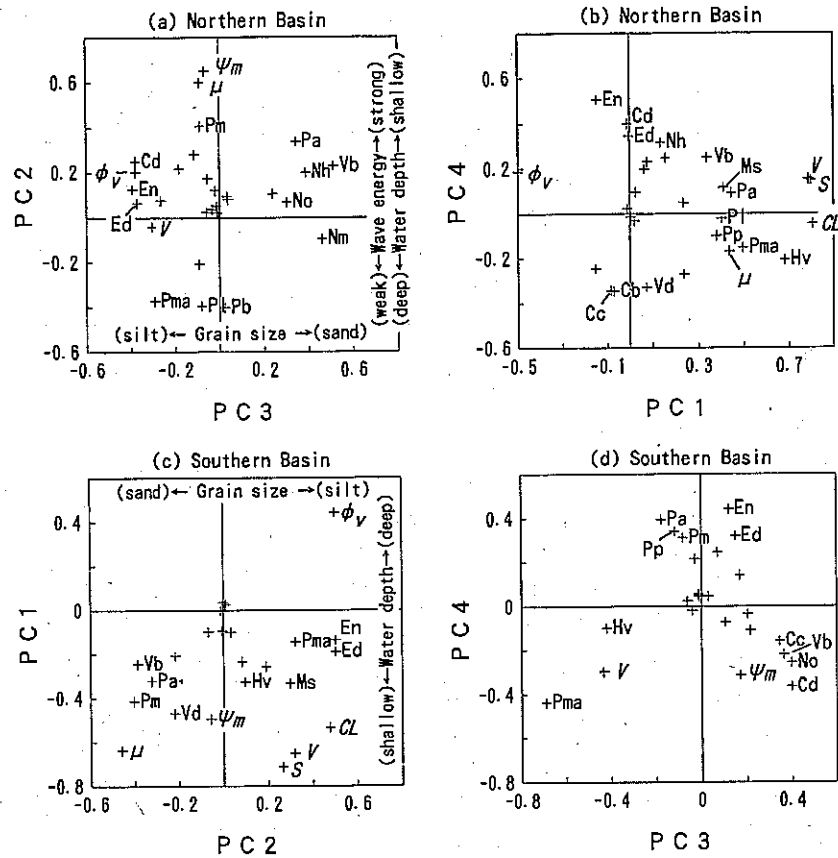 (a) Northern Basin
Ψm
μ
0.6
Pm
Pa
Cd
Vb
0.2
ϕV
Nh
En
No
Ed
V
Nm
-0.2
Pma
Pl
Pb
(silt)← Grain size →(sand)
-0.6
-0.6 -0.2 0.2 0.6
PC3
PC2
(weak)←Wave energy→(strong)
(deep)←Water depth→(shallow)
(b) Northern Basin
0.6
En
Cd
Ed
Nh
Vb
Ms
V
0.2
ϕV
Pa
S
Pl
CL
Pp
Pma
-0.2
Hv
μ
Cb
Vd
Cc
-0.6
-0.5 -0.1 0.3 0.7
PC1
PC4
(c) Southern Basin
(sand)← Grain size →(silt)
ϕV
0.4
0
En
Pma
Ed
Vb
Pa
Hv
Ms
-0.4
Pm
Vd
Ψm
CL
μ
V
S
-0.8
-0.6 -0.2 0.2 0.6
PC2
PC1
(shallow)←Water depth→(deep)
(d) Southern Basin
En
0.4
Pa
Pp
Pm
Ed
0
Hv
Cc
Vb
V
Ψm
No
-0.4
Pma
Cd
-0.8
-0.8 -0.4 0 0.4
PC3
PC4